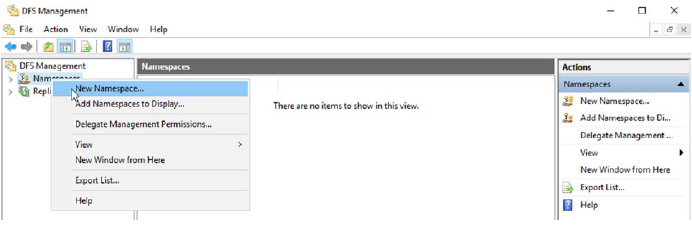 DFS Management
File Action View Window Help
DFS Management
Namespaces
Repli
New Namespace...
Add Namespaces to Display...
Delegate Management Permissions...
View
New Window from Here
Export List...
Help
Namespaces
There are no items to show in this view.
Actions
Namespaces
New Namespace...
Add Namespaces to Di...
Delegate Management ...
View
New Window from Here
Export List...
Help